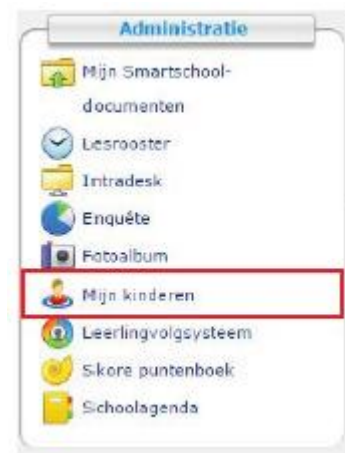 Administratie
Mijn Smartschool-
documenten
Lesrooster
Intradesk
Enquête
Fotoalbum
Mijn kinderen
Leerlingvolgsysteem
Skore puntenboek
Schoolagenda